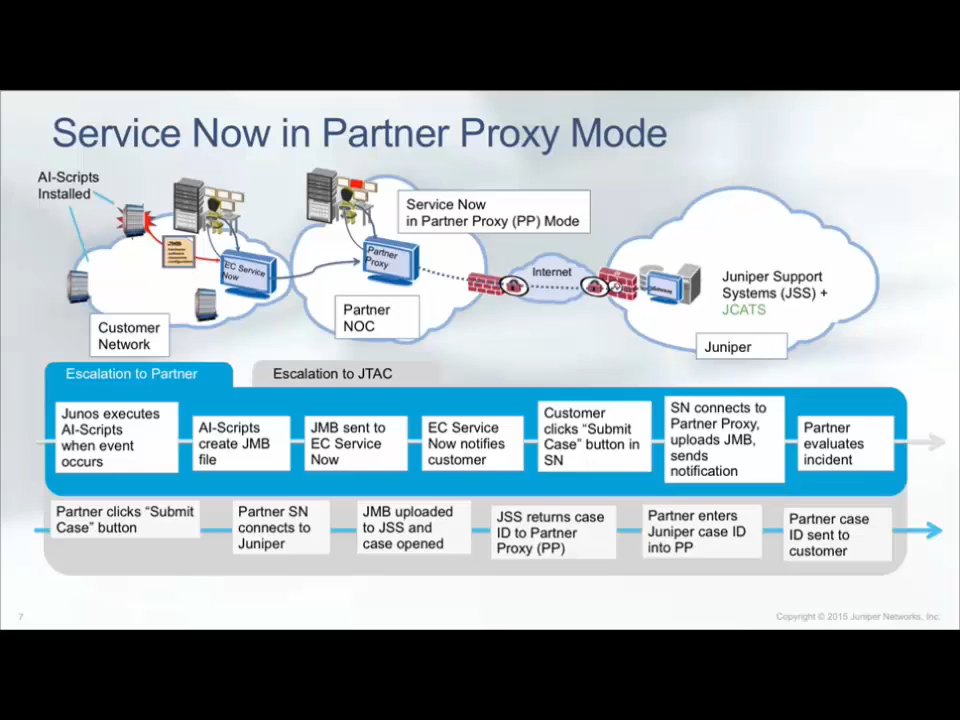 Service Now in Partner Proxy Mode
AI-Scripts
Installed
Service Now
in Partner Proxy (PP) Mode
EC Service
Now
Partner
Proxy
Internet
Juniper Support
Systems (JSS) +
JCATS
Customer
Network
Partner
NOC
Juniper
Escalation to Partner
Escalation to JTAC
Junos executes
AI-Scripts
when event
occurs
AI-Scripts
create JMB
file
JMB sent to
EC Service
Now
EC Service
Now notifies
customer
Customer
clicks “Submit
Case” button in
SN
SN connects to
Partner Proxy,
uploads JMB,
sends
notification
Partner
evaluates
incident
Partner clicks “Submit
Case” button
Partner SN
connects to
Juniper
JMB uploaded
to JSS and
case opened
JSS returns case
ID to Partner
Proxy (PP)
Partner enters
Juniper case ID
into PP
Partner case
ID sent to
customer
7
Copyright © 2015 Juniper Networks, Inc.